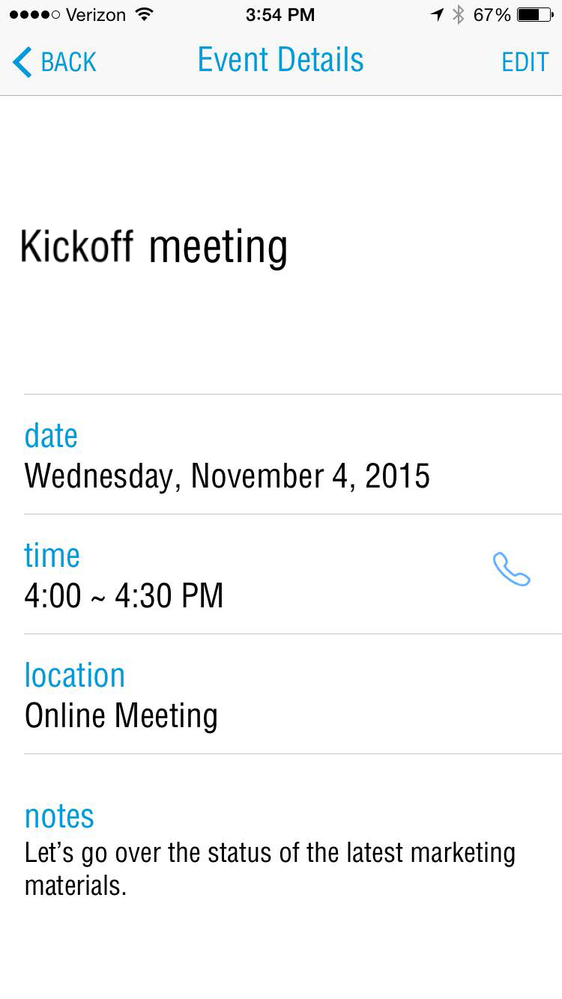 Verizon 3:54 PM 67%
BACK Event Details EDIT
Kickoff meeting
date
Wednesday, November 4, 2015
time
4:00 ~ 4:30 PM
location
Online Meeting
notes
Let's go over the status of the latest marketing
materials.